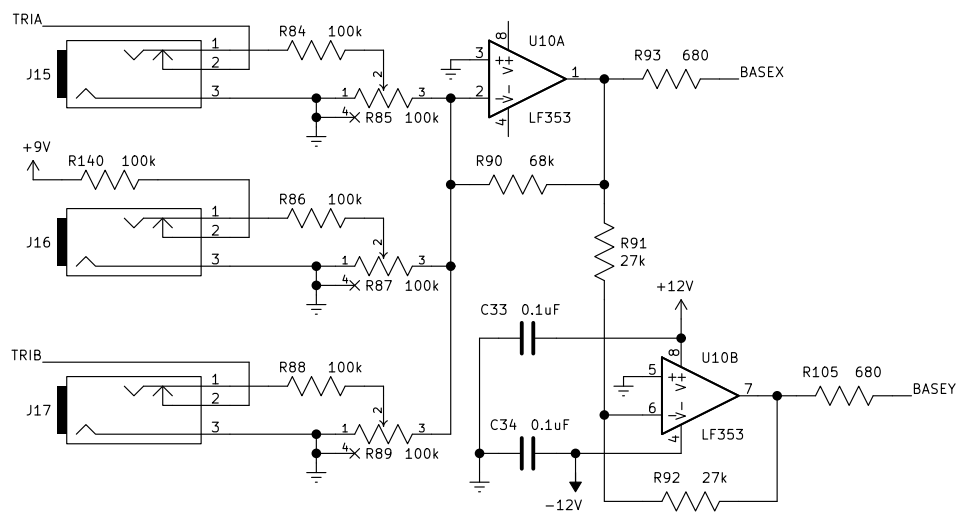 TRIA
R84 100k
U10A
8
R93 680
1
3
++
V
2
J15
2
1
BASEX
3
1
3
2
V-
4
R85 100k
4
LF353
+9V
R140 100k
R90 68k
R86 100k
1
2
2
R91
27k
J16
3
1
3
4
R87 100k
+12V
C33 0.1uF
8
U10B
TRIB
R88 100k
5
++
V
R105 680
1
7
BASEY
2
2
J17
6
V-
C34 0.1uF
3
1
3
4
LF353
4
R89 100k
R92 27k
-12V